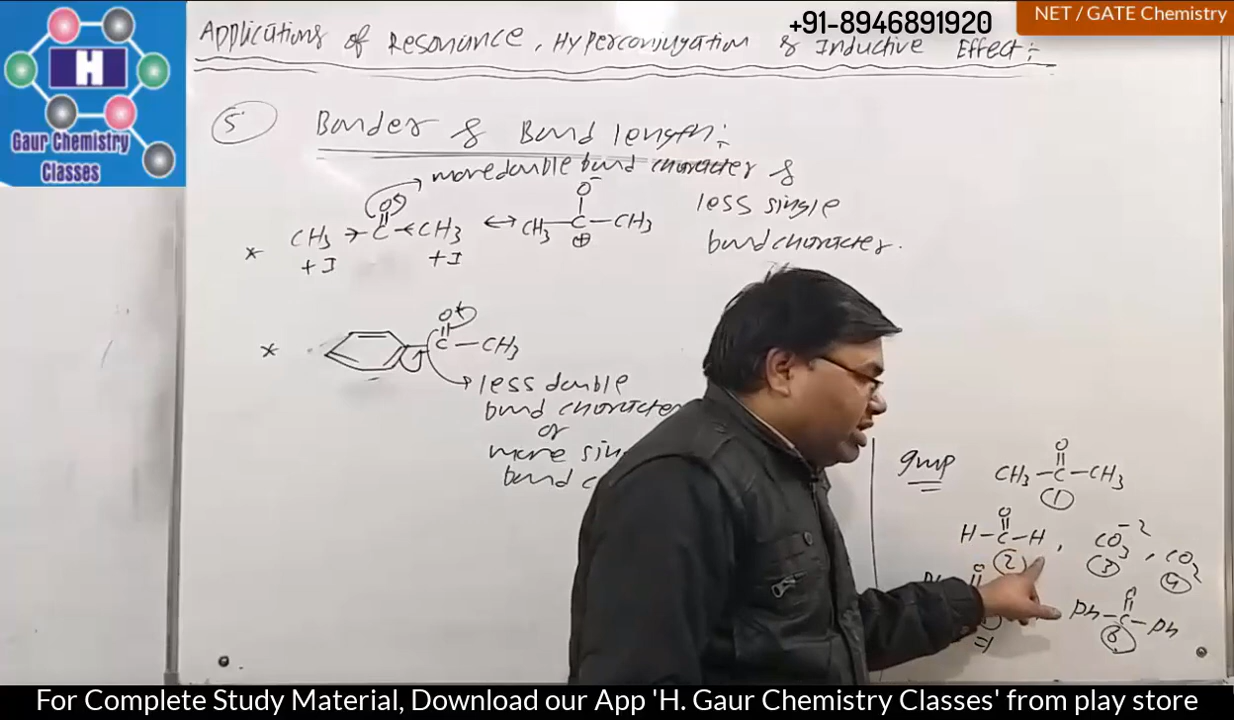 +91-8946891920
NET / GATE Chemistry
H
Gaur Chemistry
Classes
Applications of Resonance, Hyperconjugation & Inductive Effect:
5 Border & Bond length:
more double bond character &
less single
bond character.
* CH3 → C ← CH3 ↔ CH3 – C – CH3
O
O-
⊕
+I +I
* O
C – CH3
less double
bond character
or
more sin
bond c
Imp
O
CH3 – C – CH3
1
O
H – C – H , CO3-2 , CO2
2 3 4
O
Ph – C – Ph
6
For Complete Study Material, Download our App 'H. Gaur Chemistry Classes' from play store